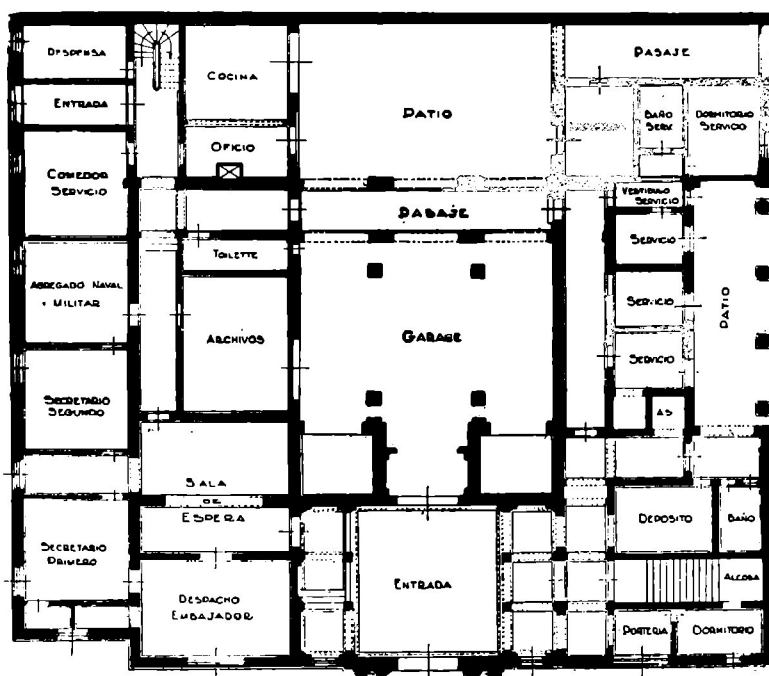 DESPENSA
COCINA
PATIO
PASAJE
ENTRADA
BAÑO
SERV.
DORMITORIO
SERVICIO
OFICIO
COMEDOR
SERVICIO
VESTIBULO
SERVICIO
PASAJE
SERVICIO
TOILETTE
AGREGADO NAVAL
Y MILITAR
SERVICIO
PATIO
ARCHIVOS
GARAGE
SERVICIO
SECRETARIO
SEGUNDO
AS.
SALA
DE
ESPERA
DEPOSITO
BAÑO
SECRETARIO
PRIMERO
ENTRADA
ALCOBA
DESPACHO
EMBAJADOR
PORTERIA
DORMITORIO